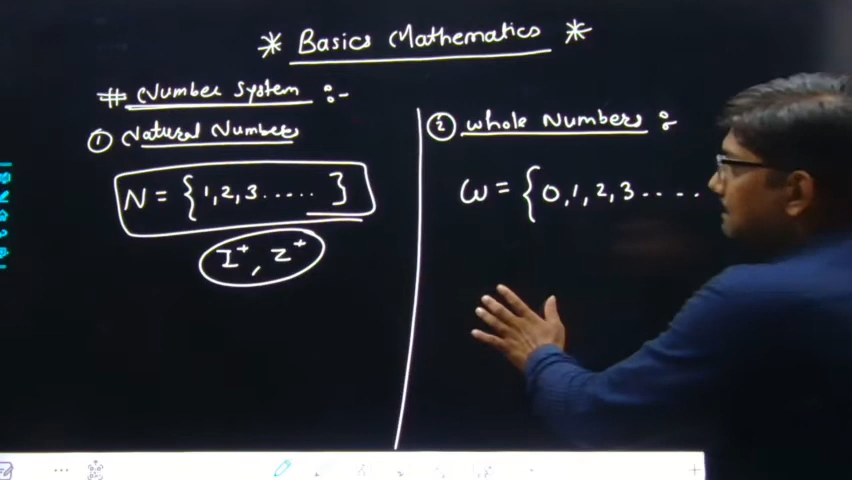 * Basics Mathematics *
# Number System :-
① Natural Numbers
N = { 1, 2, 3 ...... }
I⁺, Z⁺
② Whole Numbers :
W = { 0, 1, 2, 3 ....